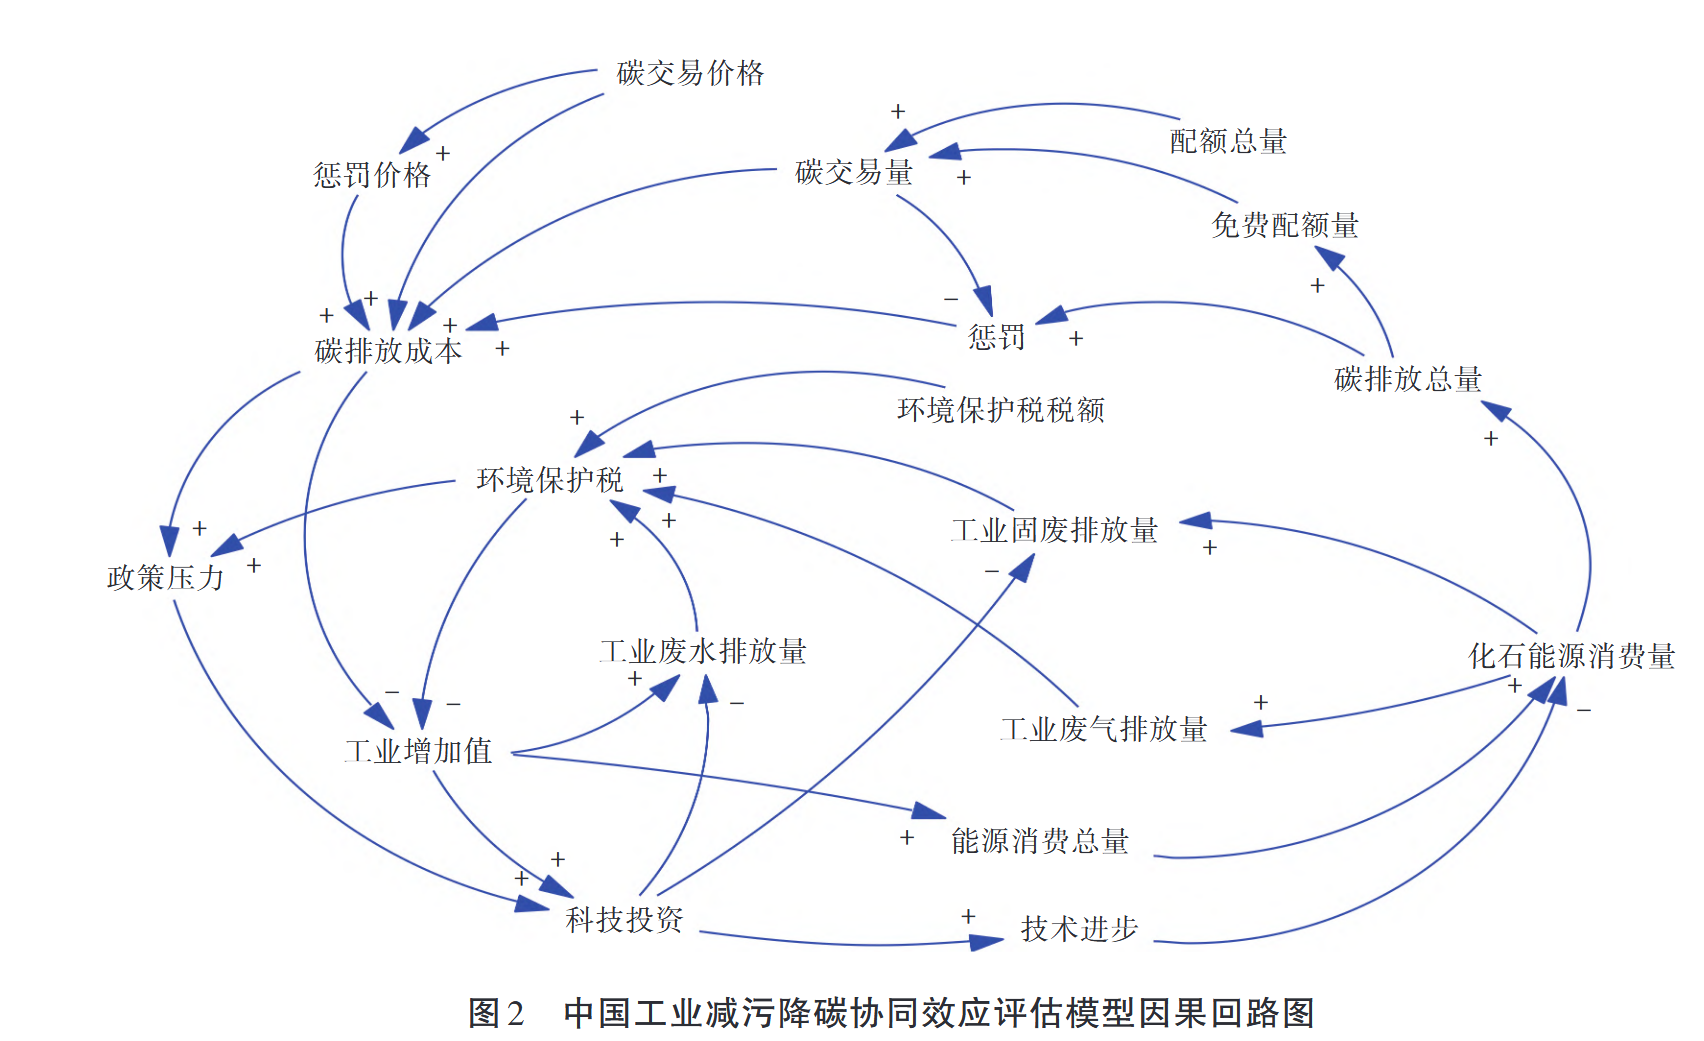 碳交易价格
+
配额总量
惩罚价格
+
碳交易量
+
免费配额量
+
+
+
−
+
惩罚
+
+
碳排放成本
+
碳排放总量
环境保护税税额
+
+
环境保护税
+
+
+
工业固废排放量
+
+
政策压力
+
−
工业废水排放量
化石能源消费量
+
−
+
−
−
+
+
−
工业废气排放量
工业增加值
+
能源消费总量
+
+
科技投资
+
技术进步
图2 中国工业减污降碳协同效应评估模型因果回路图